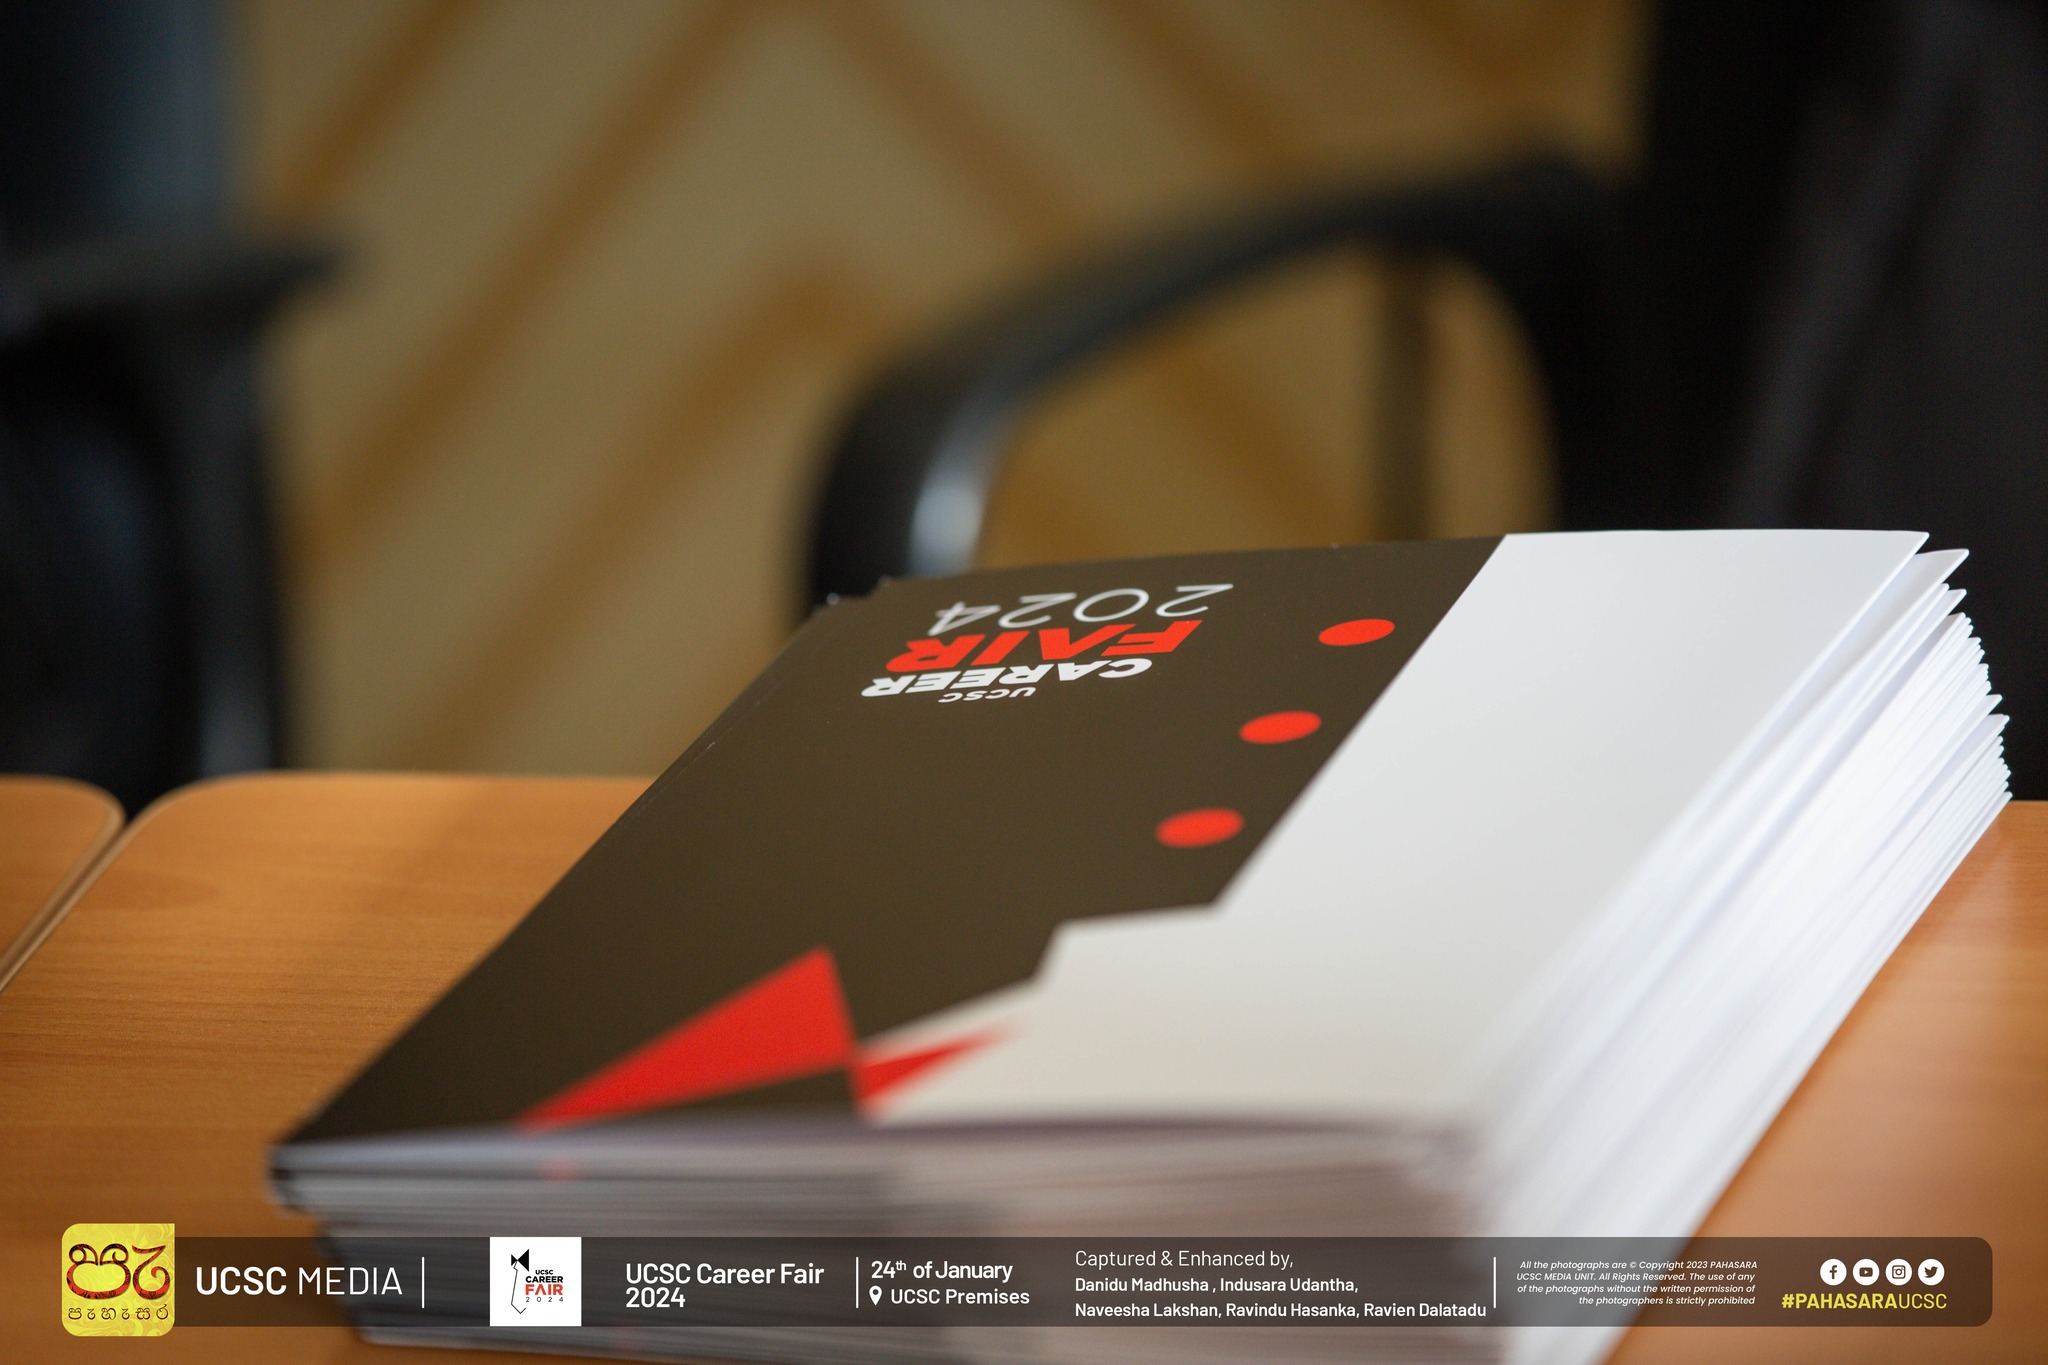 UCSC
CAREER
FAIR
2024
පැහැසර
UCSC MEDIA
UCSC
CAREER
FAIR
2024
UCSC Career Fair
2024
24th of January
UCSC Premises
Captured & Enhanced by,
Danidu Madhusha , Indusara Udantha,
Naveesha Lakshan, Ravindu Hasanka, Ravien Dalatadu
All the photographs are © Copyright 2023 PAHASARA
UCSC MEDIA UNIT. All Rights Reserved. The use of any
of the photographs without the written permission of
the photographers is strictly prohibited
#PAHASARAUCSC